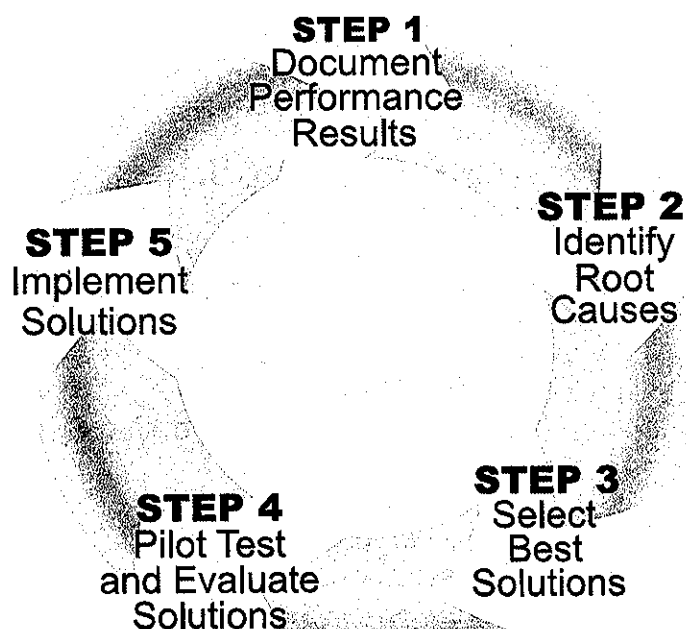 STEP 1
Document
Performance
Results
STEP 2
Identify
Root
Causes
STEP 3
Select
Best
Solutions
STEP 4
Pilot Test
and Evaluate
Solutions
STEP 5
Implement
Solutions